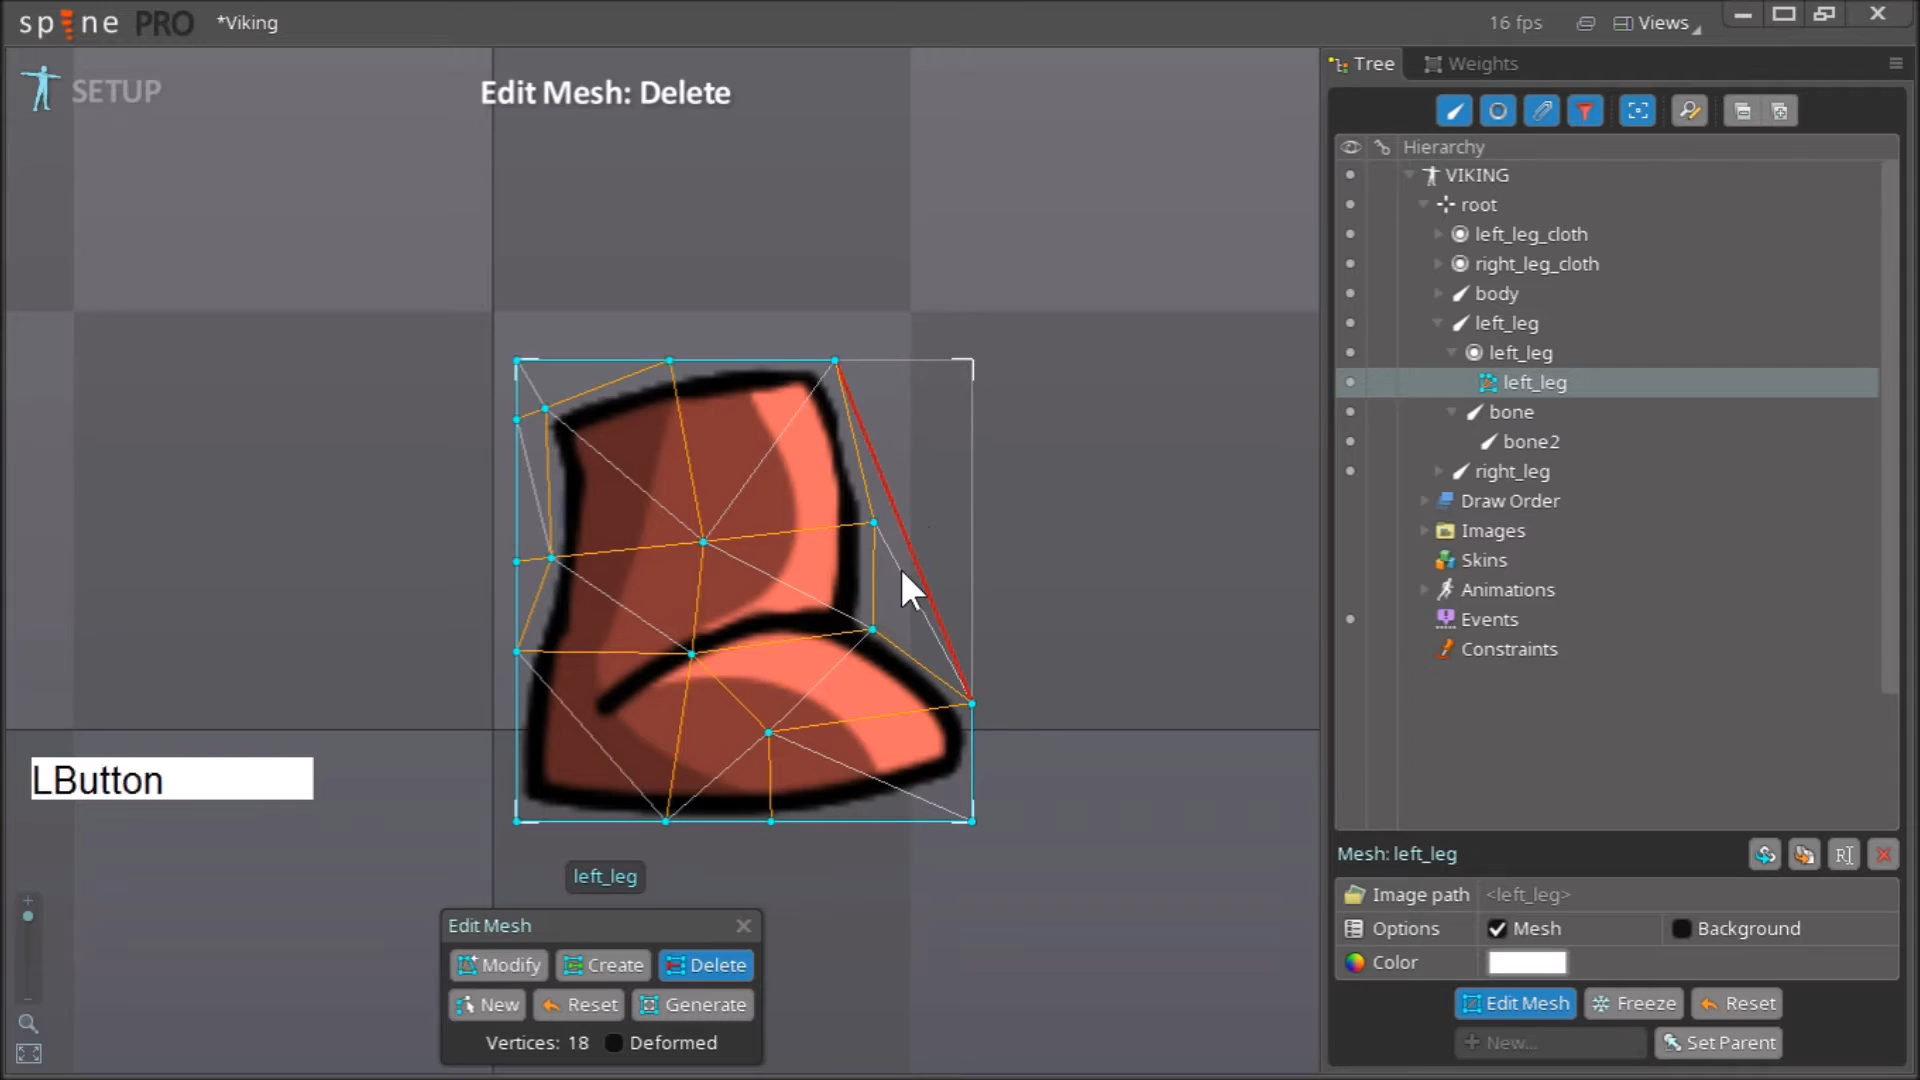 spine PRO *Viking 16 fps Views
SETUP
Edit Mesh: Delete
Tree Weights
Hierarchy
VIKING
root
left_leg_cloth
right_leg_cloth
body
left_leg
left_leg
left_leg
bone
bone2
right_leg
Draw Order
Images
Skins
Animations
Events
Constraints
LButton
left_leg
Edit Mesh
Modify Create Delete
New Reset Generate
Vertices: 18 Deformed
Mesh: left_leg
Image path <left_leg>
Options Mesh Background
Color
Edit Mesh Freeze Reset
+ New... Set Parent